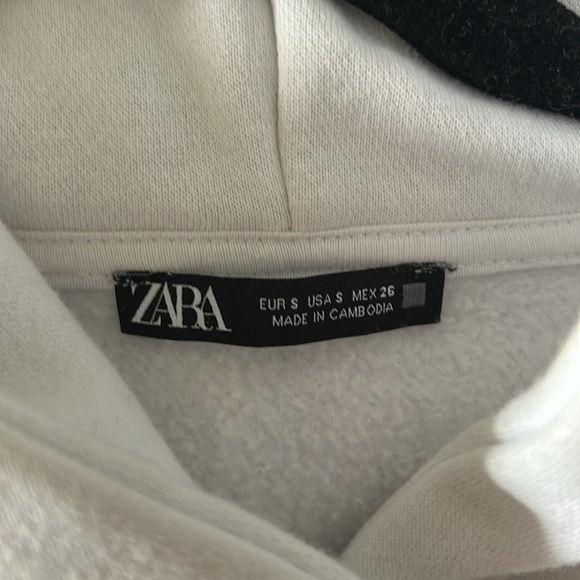 ZARA
EUR S USA S MEX 26
MADE IN CAMBODIA